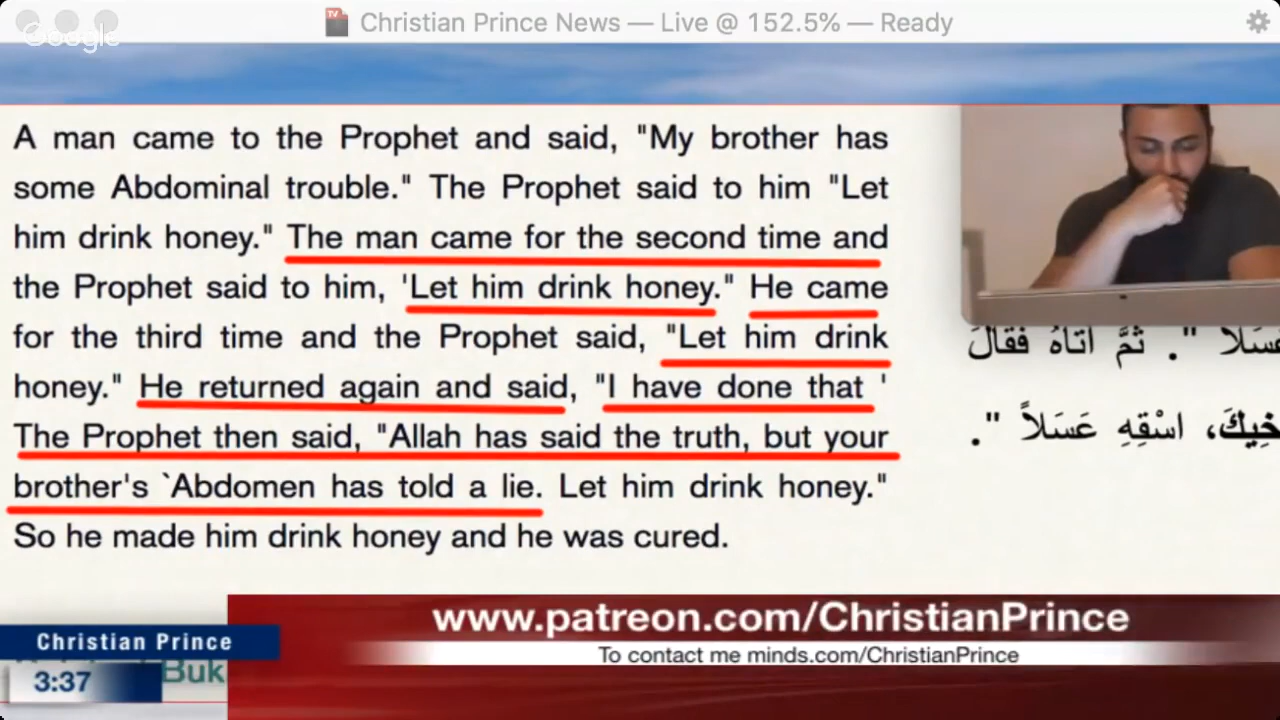 Google
TV
Christian Prince News — Live @ 152.5% — Ready
A man came to the Prophet and said, "My brother has
some Abdominal trouble." The Prophet said to him "Let
him drink honey." The man came for the second time and
the Prophet said to him, 'Let him drink honey." He came
for the third time and the Prophet said, "Let him drink
honey." He returned again and said, "I have done that '
The Prophet then said, "Allah has said the truth, but your
brother's `Abdomen has told a lie. Let him drink honey."
So he made him drink honey and he was cured.
عَسَلاً ". ثُمَّ أَتَاهُ فَقَالَ
خِيكَ، اسْقِهِ عَسَلاً ".
www.patreon.com/ChristianPrince
To contact me minds.com/ChristianPrince
Christian Prince
Buk
3:37